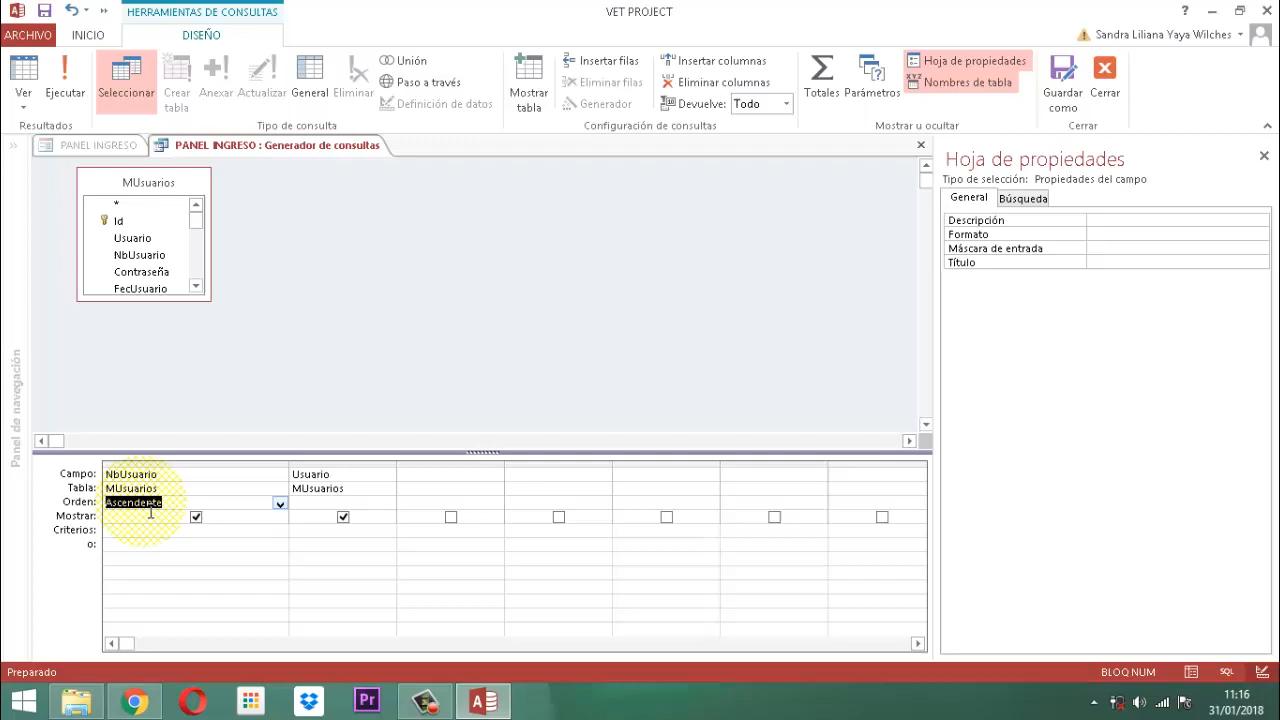 HERRAMIENTAS DE CONSULTAS
VET PROJECT
ARCHIVO
INICIO
DISEÑO
Sandra Liliana Yaya Wilches
Ver
Ejecutar
Resultados
Seleccionar
Crear tabla
Anexar
Actualizar
General
Eliminar
Unión
Paso a través
Definición de datos
Tipo de consulta
Mostrar tabla
Insertar filas
Eliminar filas
Generador
Insertar columnas
Eliminar columnas
Devuelve: Todo
Configuración de consultas
Totales
Parámetros
Hoja de propiedades
Nombres de tabla
Mostrar u ocultar
Guardar como
Cerrar
Cerrar
PANEL INGRESO
PANEL INGRESO : Generador de consultas
MUsuarios
*
Id
Usuario
NbUsuario
Contraseña
FecUsuario
Panel de navegación
Hoja de propiedades
Tipo de selección: Propiedades del campo
General
Búsqueda
Descripción
Formato
Máscara de entrada
Título
Campo: NbUsuario Usuario
Tabla: MUsuarios MUsuarios
Orden: Ascendente
Mostrar:
Criterios:
o:
Preparado
BLOQ NUM
SQL
Pr
11:16
31/01/2018